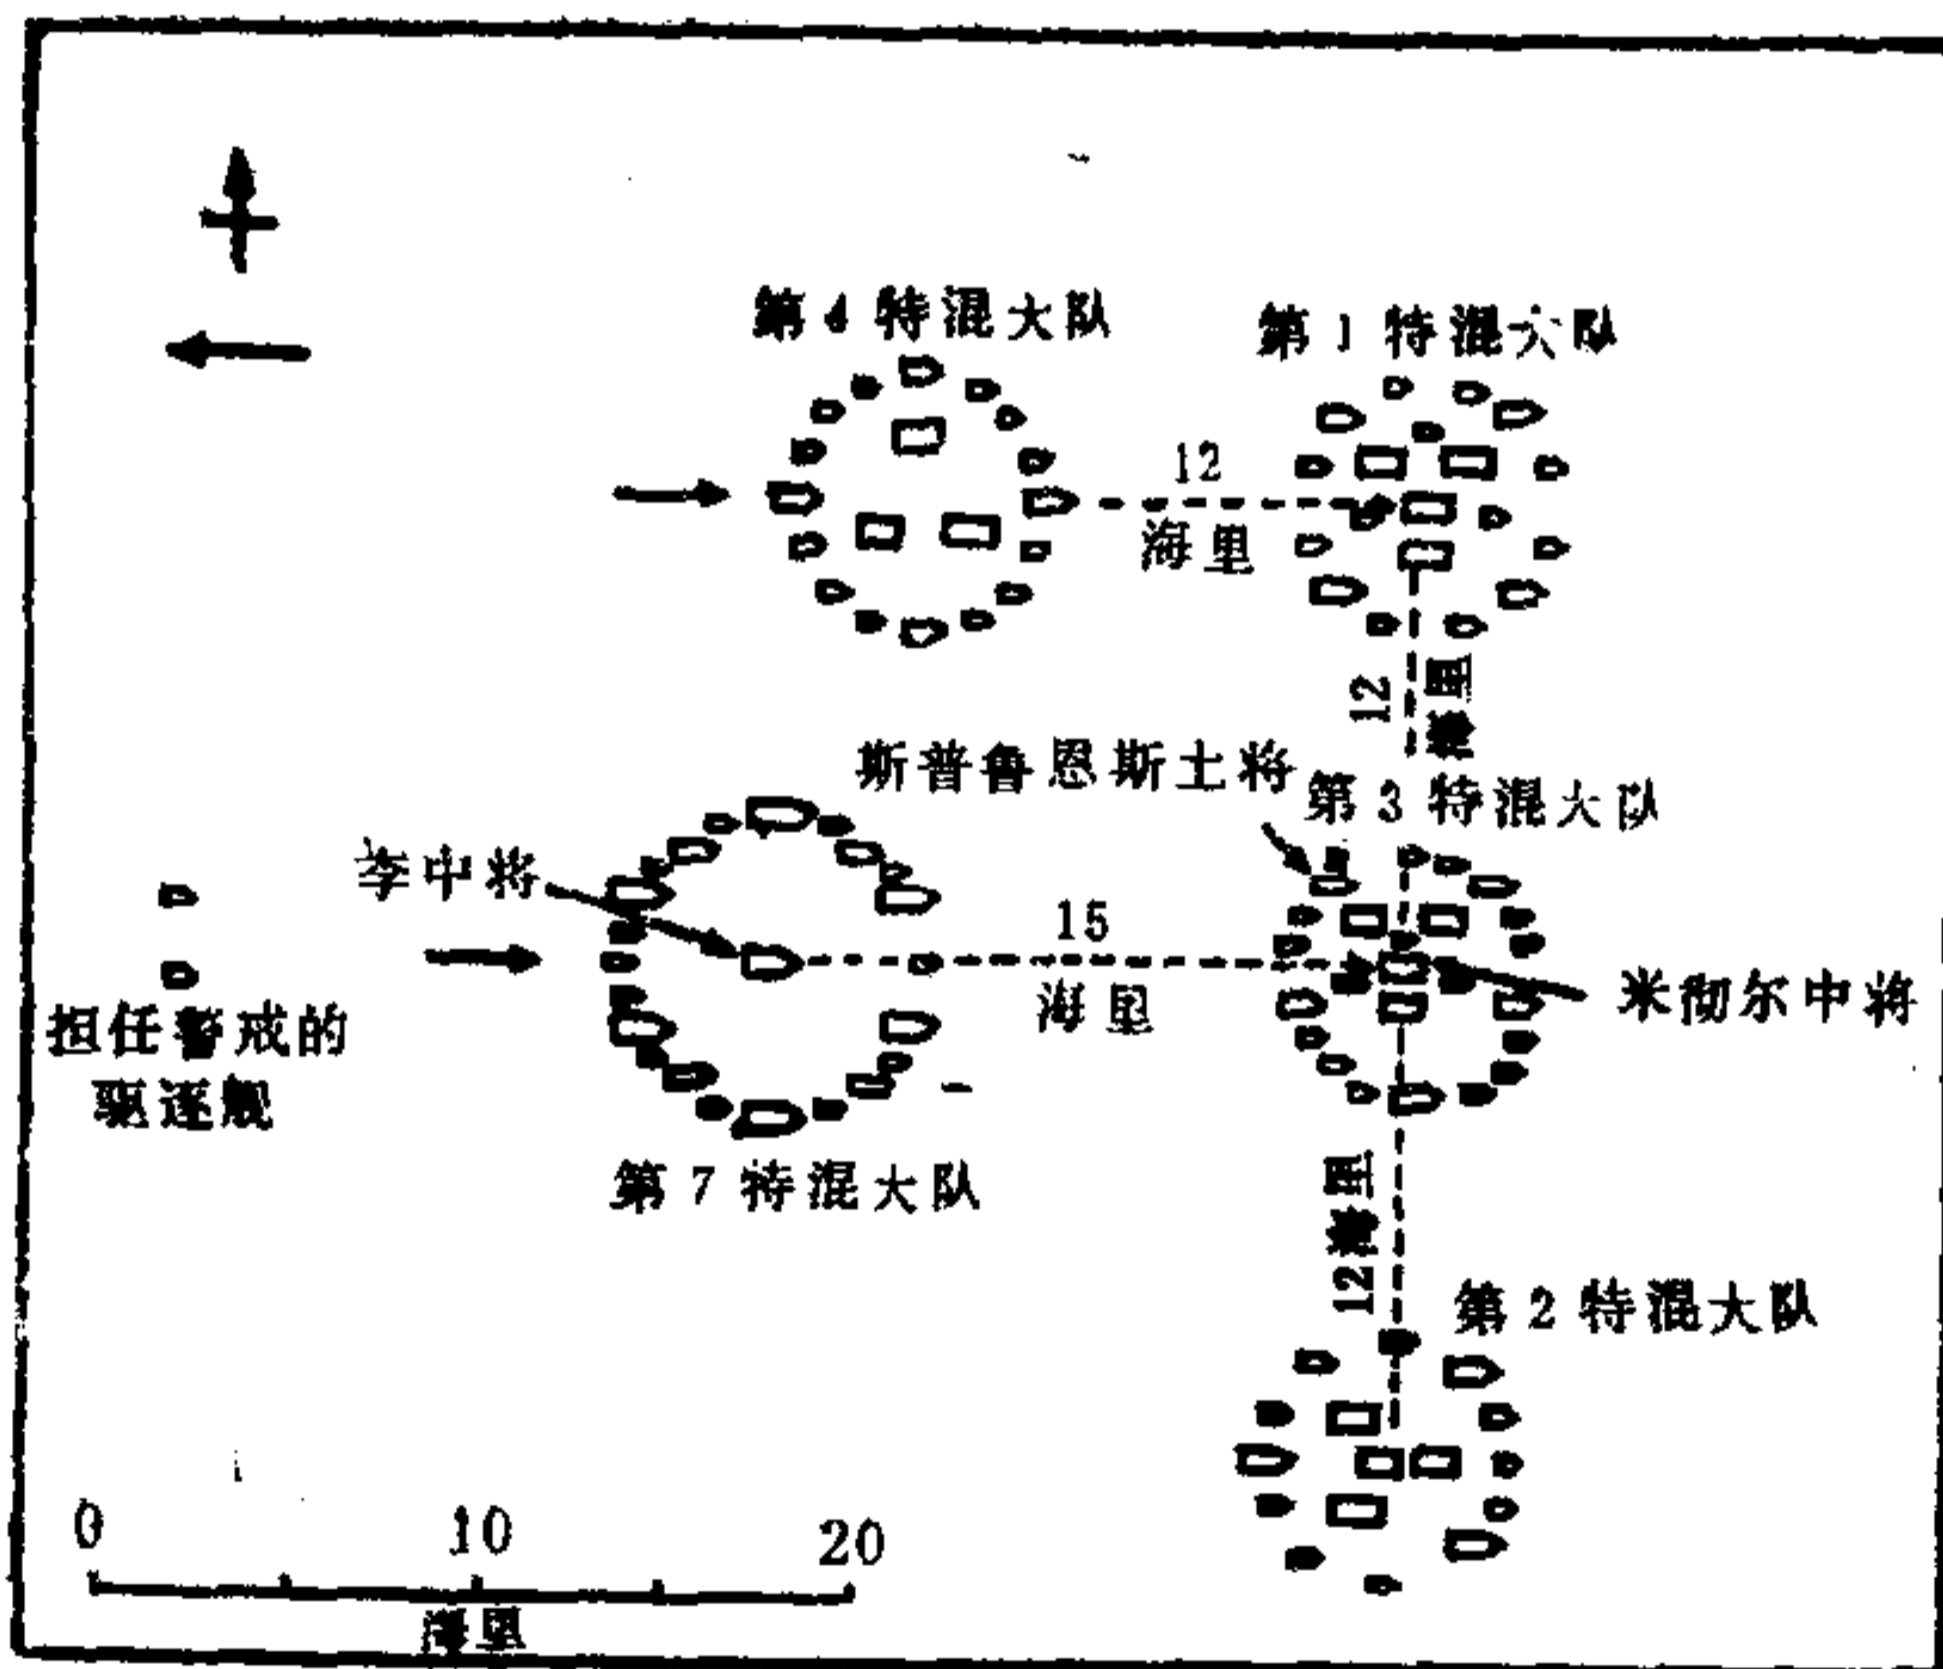 第4特混大队
第1特混大队
12
海里
12
海里
斯普鲁恩斯上将
第3特混大队
李中将
15
海里
米彻尔中将
担任警戒的
驱逐舰
第7特混大队
12海里
第2特混大队
0 10 20
海里